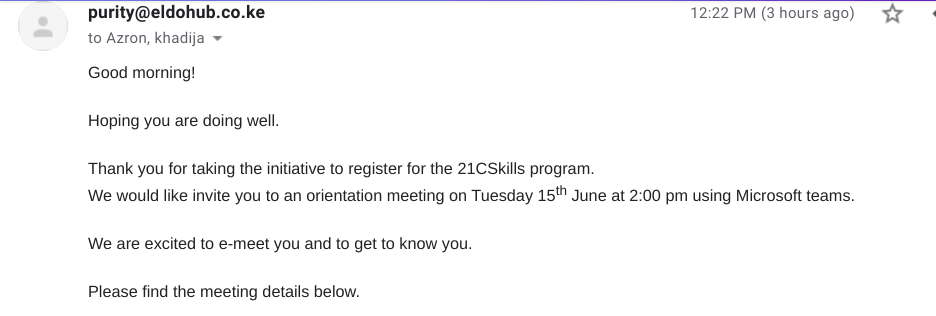 purity@eldohub.co.ke 12:22 PM (3 hours ago)
to Azron, khadija
Good morning!
Hoping you are doing well.
Thank you for taking the initiative to register for the 21CSkills program.
We would like invite you to an orientation meeting on Tuesday 15th June at 2:00 pm using Microsoft teams.
We are excited to e-meet you and to get to know you.
Please find the meeting details below.